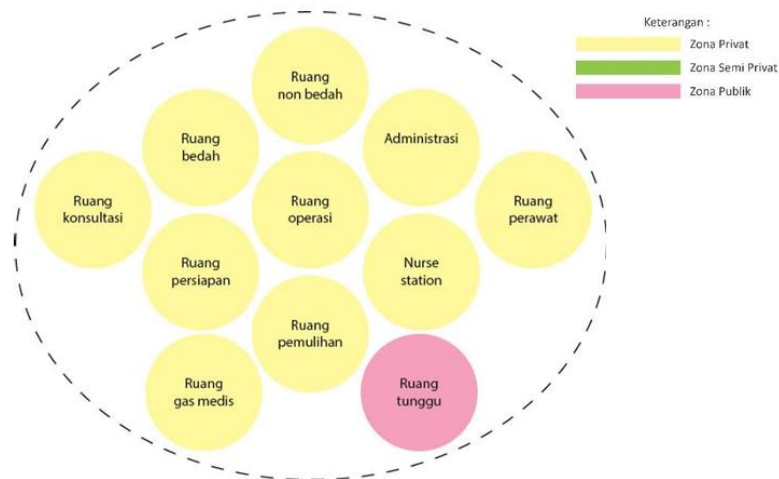 Keterangan :
Zona Privat
Zona Semi Privat
Zona Publik
Ruang
non bedah
Ruang
bedah
Administrasi
Ruang
konsultasi
Ruang
operasi
Ruang
perawat
Ruang
persiapan
Nurse
station
Ruang
pemulihan
Ruang
gas medis
Ruang
tunggu